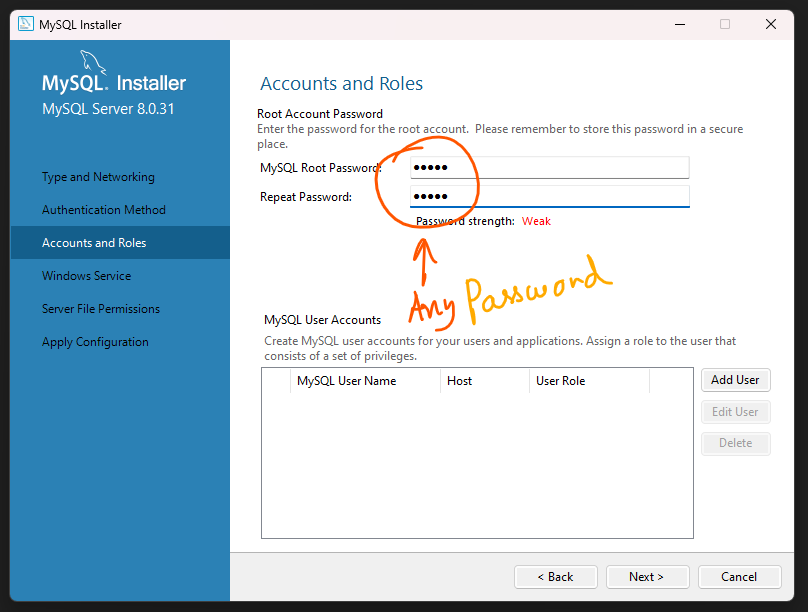 MySQL Installer
MySQL. Installer
MySQL Server 8.0.31
Type and Networking
Authentication Method
Accounts and Roles
Windows Service
Server File Permissions
Apply Configuration
Accounts and Roles
Root Account Password
Enter the password for the root account. Please remember to store this password in a secure
place.
MySQL Root Password:
●●●●●
Repeat Password:
●●●●●
Password strength: Weak
Any Password
MySQL User Accounts
Create MySQL user accounts for your users and applications. Assign a role to the user that
consists of a set of privileges.
MySQL User Name Host User Role
Add User
Edit User
Delete
< Back Next > Cancel